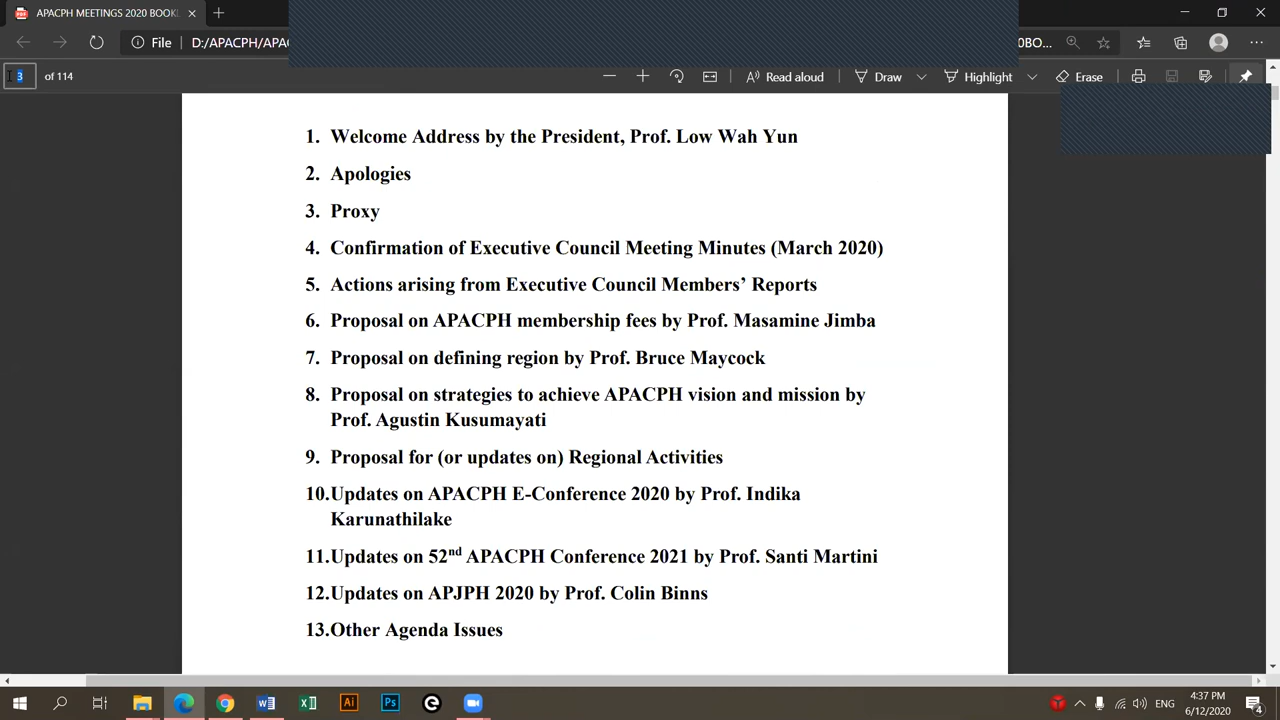 APACPH MEETINGS 2020 BOOKI
File
D:/APACPH/APA
0BO...
3 of 114
Read aloud
Draw
Highlight
Erase
1. Welcome Address by the President, Prof. Low Wah Yun
2. Apologies
3. Proxy
4. Confirmation of Executive Council Meeting Minutes (March 2020)
5. Actions arising from Executive Council Members’ Reports
6. Proposal on APACPH membership fees by Prof. Masamine Jimba
7. Proposal on defining region by Prof. Bruce Maycock
8. Proposal on strategies to achieve APACPH vision and mission by
Prof. Agustin Kusumayati
9. Proposal for (or updates on) Regional Activities
10.Updates on APACPH E-Conference 2020 by Prof. Indika
Karunathilake
11.Updates on 52nd APACPH Conference 2021 by Prof. Santi Martini
12.Updates on APJPH 2020 by Prof. Colin Binns
13.Other Agenda Issues
ENG
4:37 PM
6/12/2020